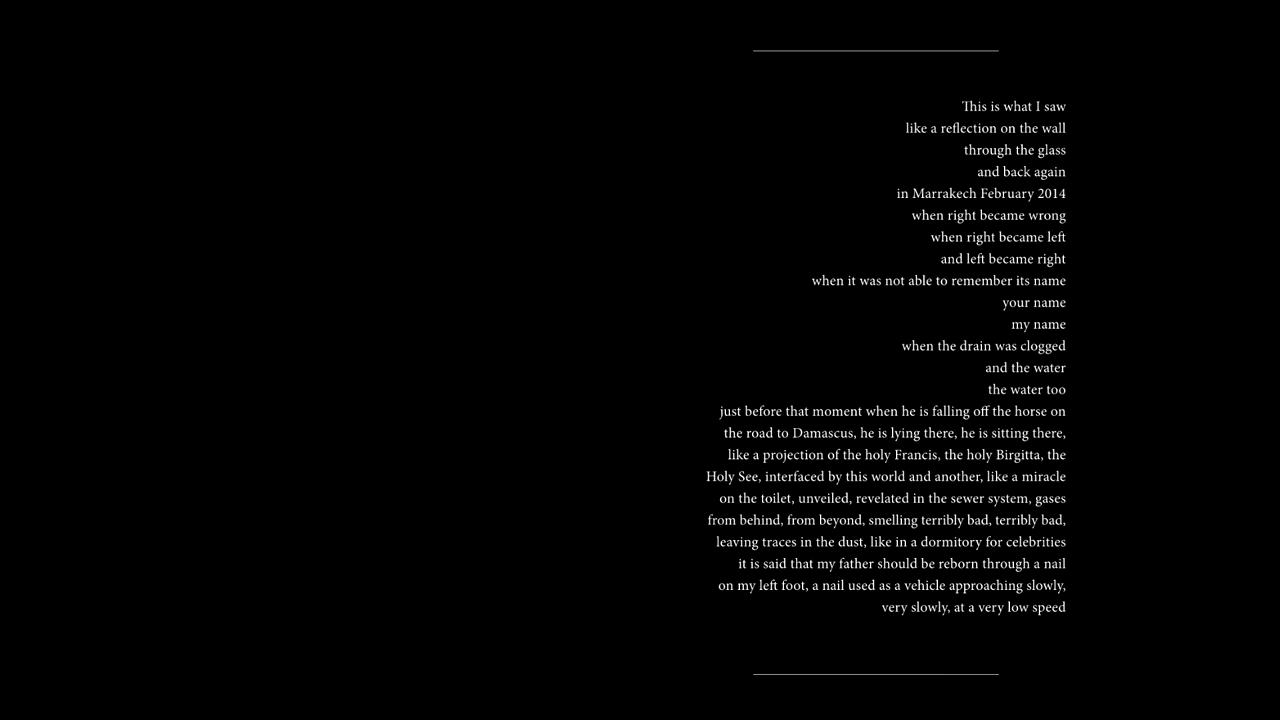 This is what I saw
like a reflection on the wall
through the glass
and back again
in Marrakech February 2014
when right became wrong
when right became left
and left became right
when it was not able to remember its name
your name
my name
when the drain was clogged
and the water
the water too
just before that moment when he is falling off the horse on
the road to Damascus, he is lying there, he is sitting there,
like a projection of the holy Francis, the holy Birgitta, the
Holy See, interfaced by this world and another, like a miracle
on the toilet, unveiled, revelated in the sewer system, gases
from behind, from beyond, smelling terribly bad, terribly bad,
leaving traces in the dust, like in a dormitory for celebrities
it is said that my father should be reborn through a nail
on my left foot, a nail used as a vehicle approaching slowly,
very slowly, at a very low speed